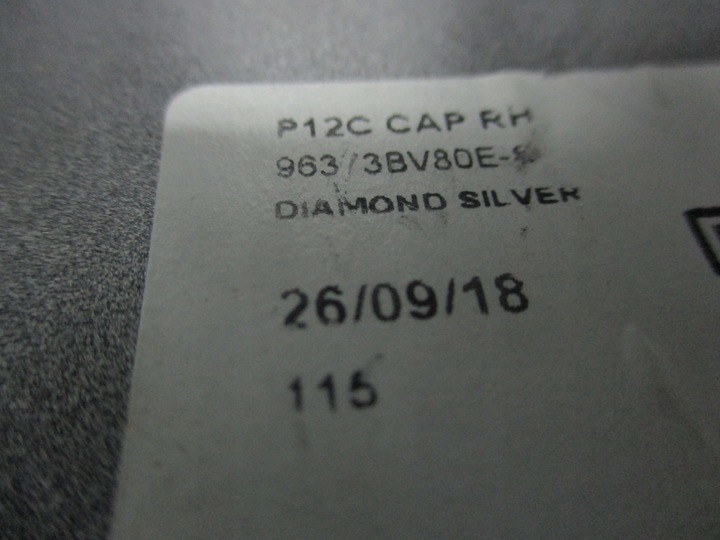 P12C CAP RH
963 3BV80E-
DIAMOND SILVER
26/09/18
115